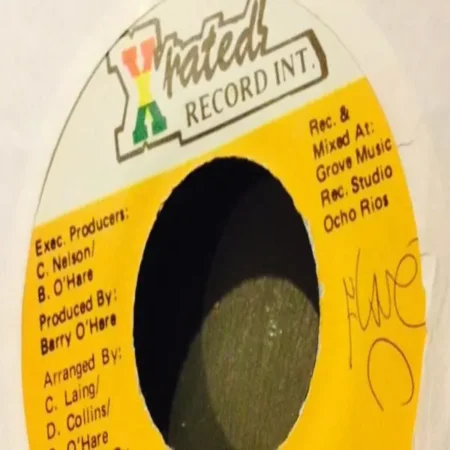 Xrated
RECORD INT.
Rec. &
Mixed At:
Grove Music
Rec. Studio
Ocho Rios
Exec. Producers:
C. Nelson/
B. O'Hare
Produced By:
Barry O'Hare
Arranged By:
C. Laing/
D. Collins/
O'Hare